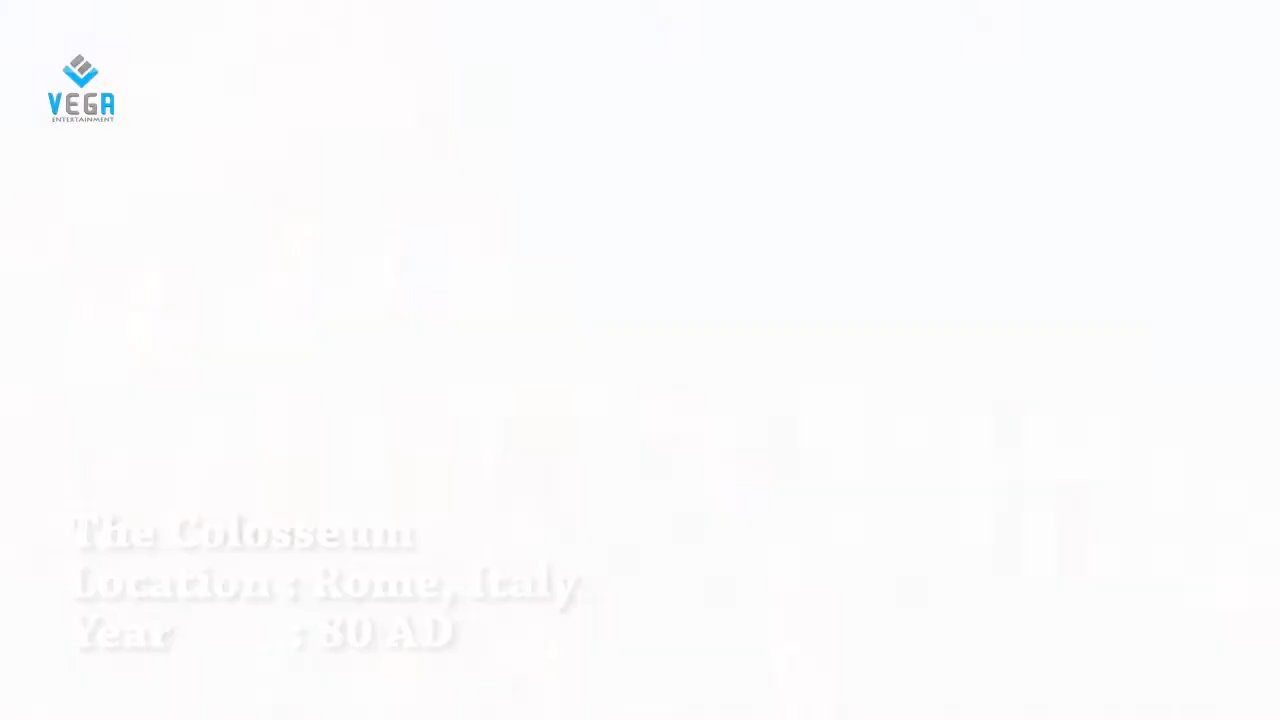 VEGA
ENTERTAINMENT
The Colosseum
Location : Rome, Italy
Year : 80 AD